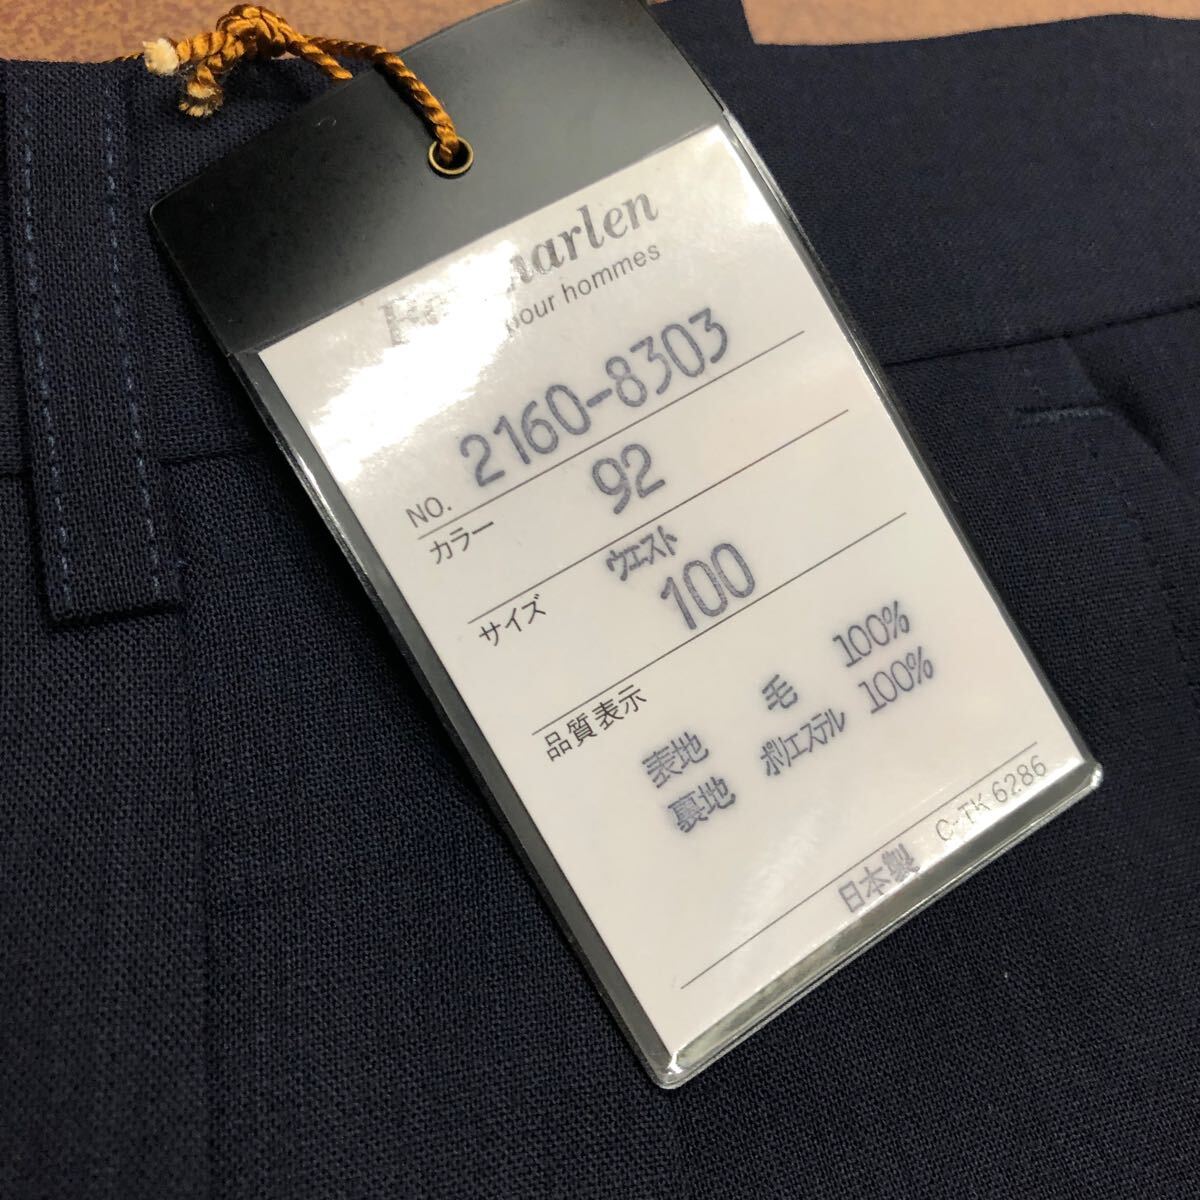 pour hommes
NO. 2160-8303
カラー 92
サイズ ウエスト 100
品質表示
表地 毛 100%
裏地 ポリエステル 100%
日本製 C-TK 6286